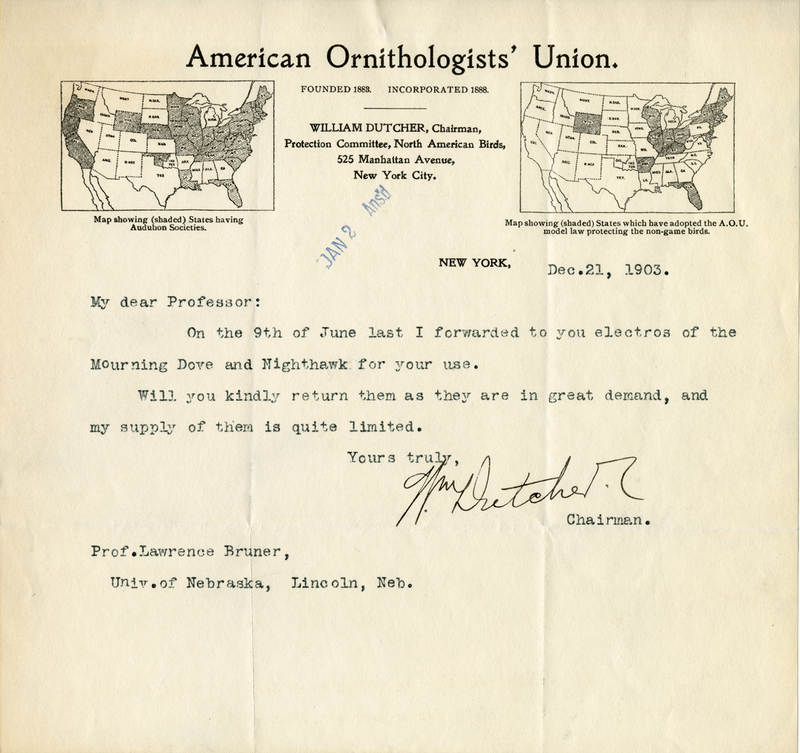 American Ornithologists' Union.
FOUNDED 1883. INCORPORATED 1888.
WILLIAM DUTCHER, Chairman,
Protection Committee, North American Birds,
525 Manhattan Avenue,
New York City.
Map showing (shaded) States having
Audubon Societies.
Map showing (shaded) States which have adopted the A.O.U.
model law protecting the non-game birds.
JAN 2 Ans'd
NEW YORK, Dec.21, 1903.
My dear Professor:
On the 9th of June last I forwarded to you electros of the
Mourning Dove and Nighthawk for your use.
Will you kindly return them as they are in great demand, and
my supply of them is quite limited.
Yours truly,
Wm Dutcher.
Chairman.
Prof.Lawrence Bruner,
Univ.of Nebraska, Lincoln, Neb.